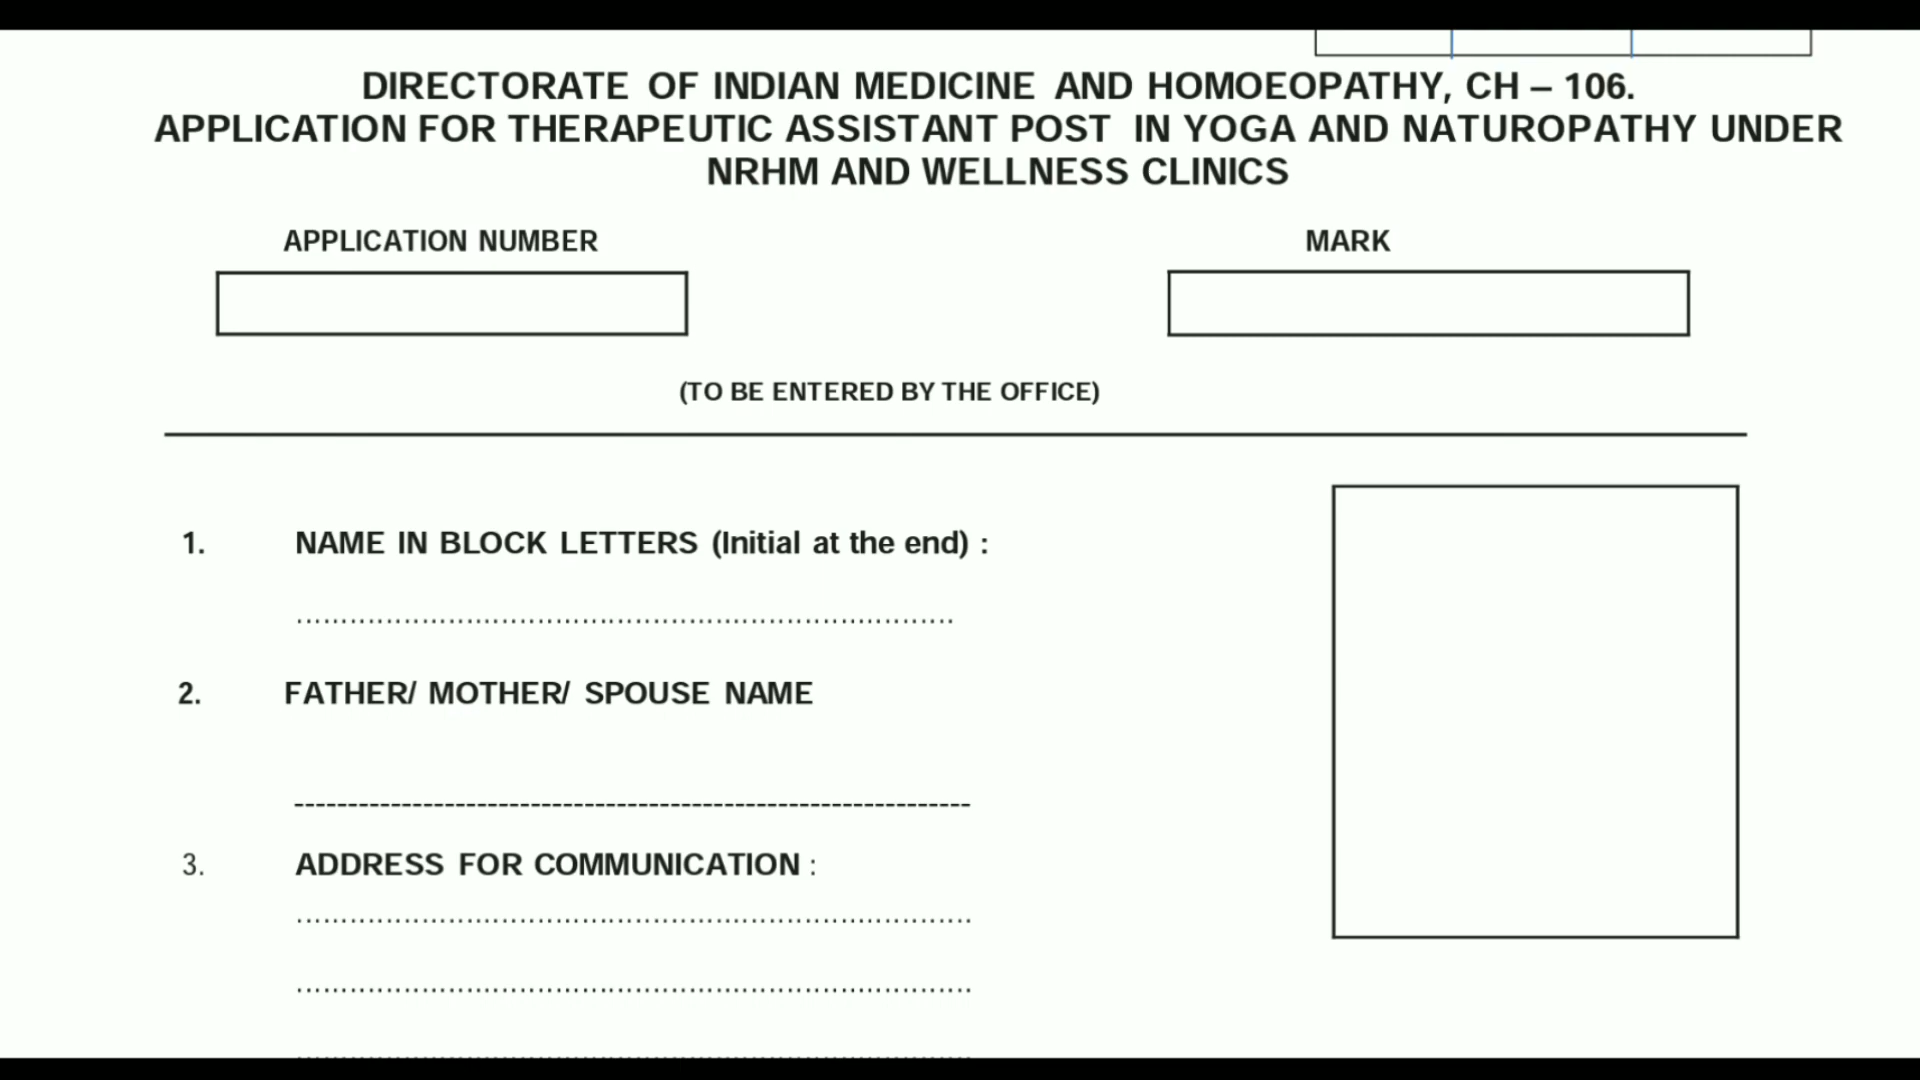 DIRECTORATE OF INDIAN MEDICINE AND HOMOEOPATHY, CH – 106.
APPLICATION FOR THERAPEUTIC ASSISTANT POST IN YOGA AND NATUROPATHY UNDER
NRHM AND WELLNESS CLINICS
APPLICATION NUMBER MARK
(TO BE ENTERED BY THE OFFICE)
1. NAME IN BLOCK LETTERS (Initial at the end) :
2. FATHER/ MOTHER/ SPOUSE NAME
3. ADDRESS FOR COMMUNICATION :